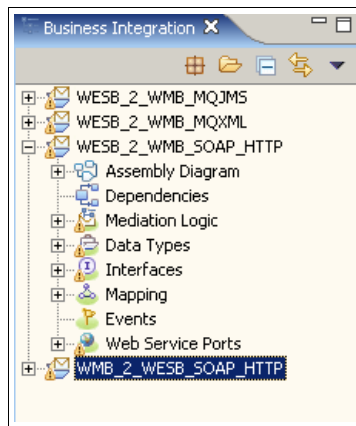 Business Integration
WESB_2_WMB_MQJMS
WESB_2_WMB_MQXML
WESB_2_WMB_SOAP_HTTP
Assembly Diagram
Dependencies
Mediation Logic
Data Types
Interfaces
Mapping
Events
Web Service Ports
WMB_2_WESB_SOAP_HTTP